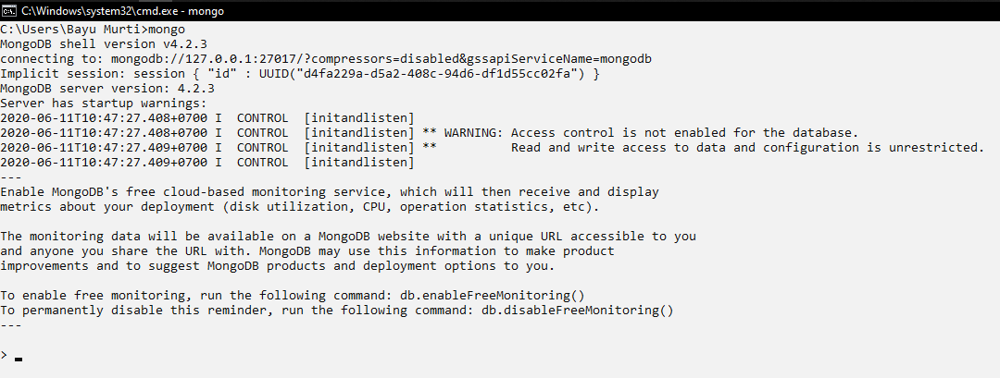 C:\Windows\system32\cmd.exe - mongo
C:\Users\Bayu Murti>mongo
MongoDB shell version v4.2.3
connecting to: mongodb://127.0.0.1:27017/?compressors=disabled&gssapiServiceName=mongodb
Implicit session: session { "id" : UUID("d4fa229a-d5a2-408c-94d6-df1d55cc02fa") }
MongoDB server version: 4.2.3
Server has startup warnings:
2020-06-11T10:47:27.408+0700 I  CONTROL  [initandlisten]
2020-06-11T10:47:27.408+0700 I  CONTROL  [initandlisten] ** WARNING: Access control is not enabled for the database.
2020-06-11T10:47:27.409+0700 I  CONTROL  [initandlisten] **          Read and write access to data and configuration is unrestricted.
2020-06-11T10:47:27.409+0700 I  CONTROL  [initandlisten]
---
Enable MongoDB's free cloud-based monitoring service, which will then receive and display
metrics about your deployment (disk utilization, CPU, operation statistics, etc).
The monitoring data will be available on a MongoDB website with a unique URL accessible to you
and anyone you share the URL with. MongoDB may use this information to make product
improvements and to suggest MongoDB products and deployment options to you.
To enable free monitoring, run the following command: db.enableFreeMonitoring()
To permanently disable this reminder, run the following command: db.disableFreeMonitoring()
---
>